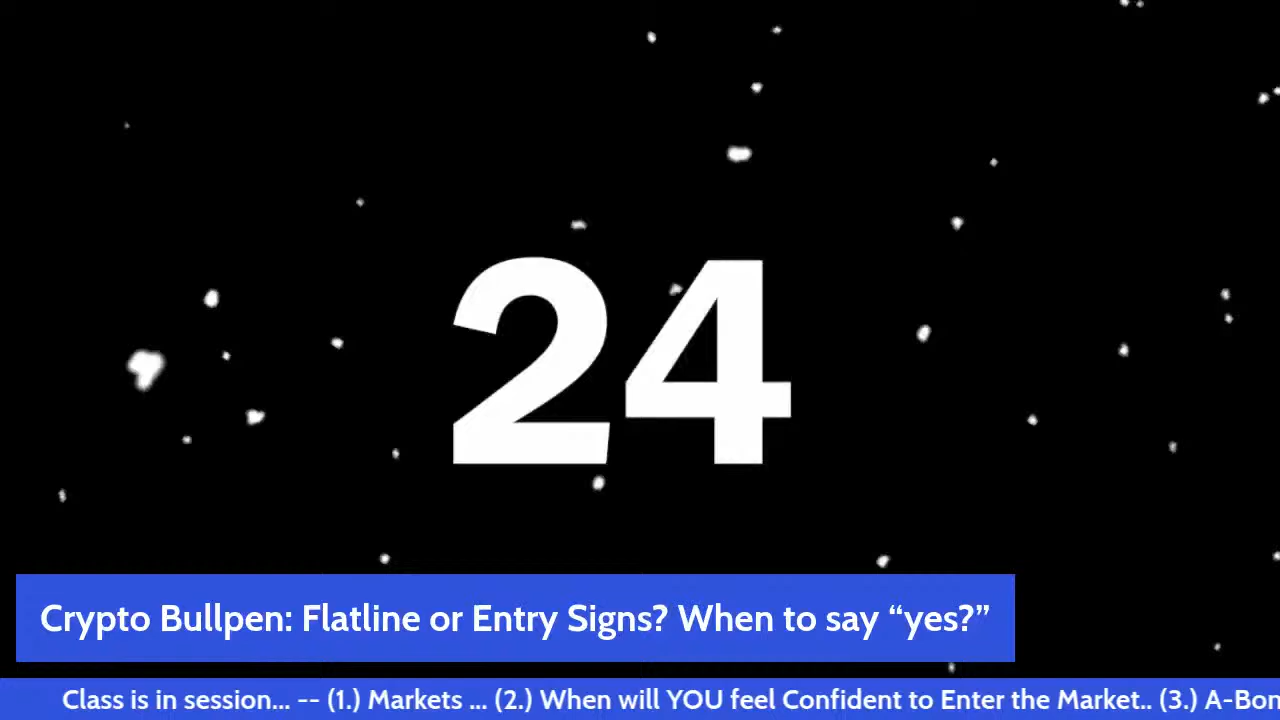 24
Crypto Bullpen: Flatline or Entry Signs? When to say “yes?”
Class is in session... -- (1.) Markets ... (2.) When will YOU feel Confident to Enter the Market.. (3.)